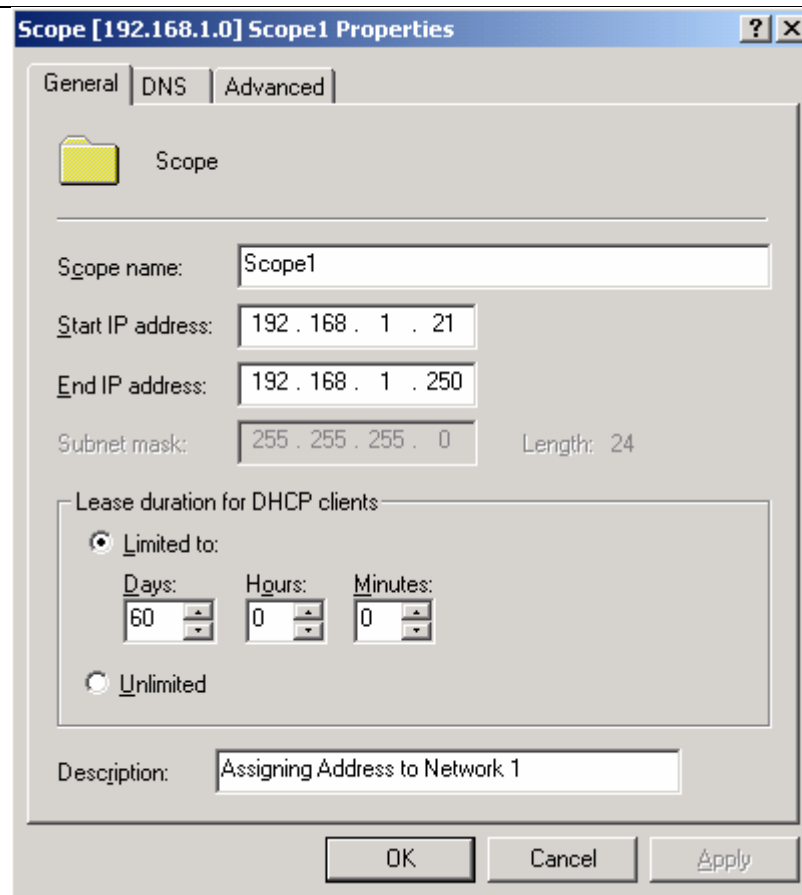 Scope [192.168.1.0] Scope1 Properties ? ×
General DNS Advanced
Scope
Scope name: Scope1
Start IP address: 192 . 168 . 1 . 21
End IP address: 192 . 168 . 1 . 250
Subnet mask: 255 . 255 . 255 . 0 Length: 24
Lease duration for DHCP clients
Limited to:
Days: Hours: Minutes:
60 0 0
Unlimited
Description: Assigning Address to Network 1
OK Cancel Apply